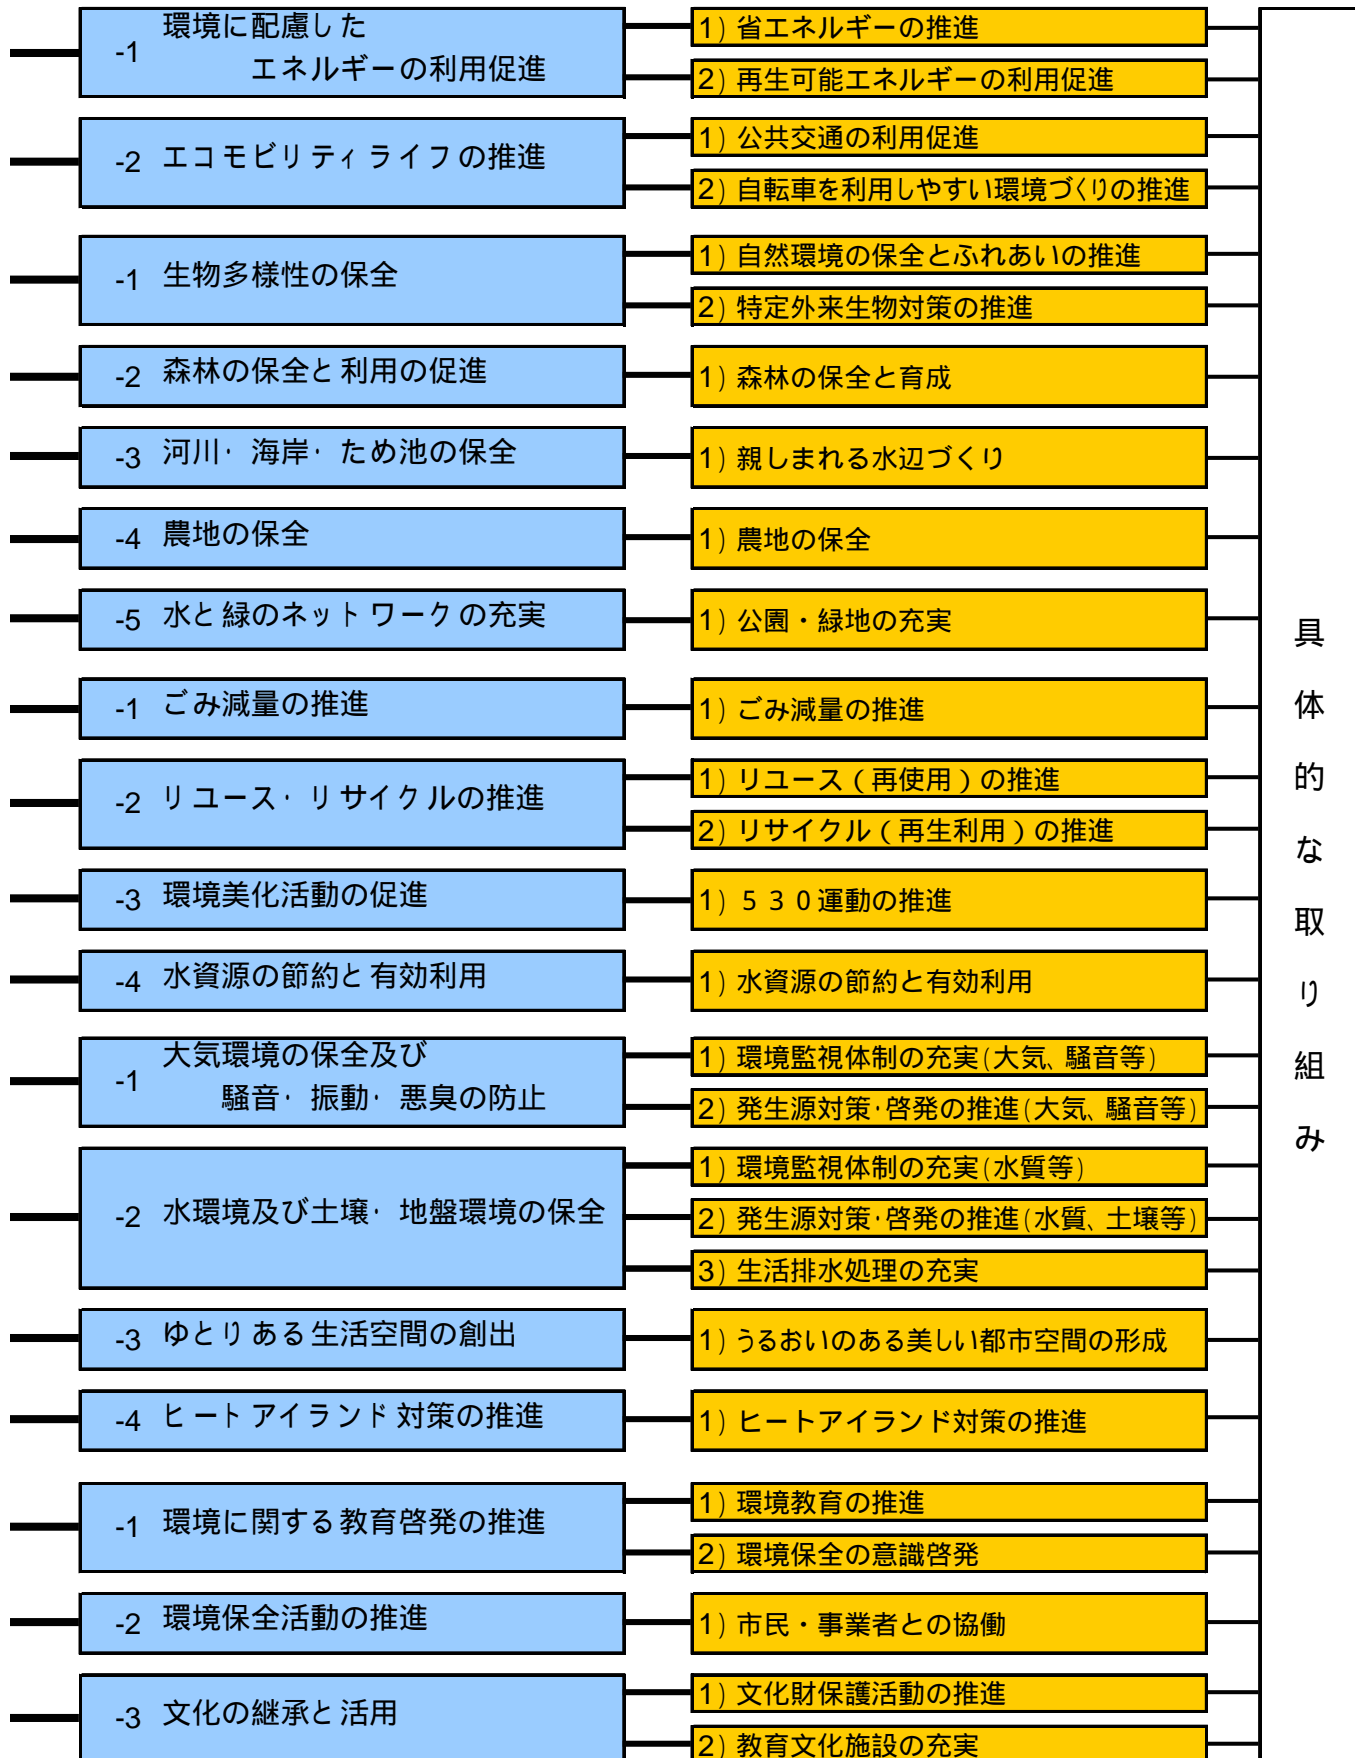 -1 環境に配慮した
エネルギーの利用促進
1) 省エネルギーの推進
2) 再生可能エネルギーの利用促進
-2 エコモビリティライフの推進
1) 公共交通の利用促進
2) 自転車を利用しやすい環境づくりの推進
-1 生物多様性の保全
1) 自然環境の保全とふれあいの推進
2) 特定外来生物対策の推進
-2 森林の保全と利用の促進
1) 森林の保全と育成
-3 河川・海岸・ため池の保全
1) 親しまれる水辺づくり
-4 農地の保全
1) 農地の保全
-5 水と緑のネットワークの充実
1) 公園・緑地の充実
-1 ごみ減量の推進
1) ごみ減量の推進
-2 リユース・リサイクルの推進
1) リユース(再使用)の推進
2) リサイクル(再生利用)の推進
-3 環境美化活動の促進
1) 530運動の推進
-4 水資源の節約と有効利用
1) 水資源の節約と有効利用
-1 大気環境の保全及び
騒音・振動・悪臭の防止
1) 環境監視体制の充実(大気、騒音等)
2) 発生源対策・啓発の推進(大気、騒音等)
-2 水環境及び土壌・地盤環境の保全
1) 環境監視体制の充実(水質等)
2) 発生源対策・啓発の推進(水質、土壌等)
3) 生活排水処理の充実
-3 ゆとりある生活空間の創出
1) うるおいのある美しい都市空間の形成
-4 ヒートアイランド対策の推進
1) ヒートアイランド対策の推進
-1 環境に関する教育啓発の推進
1) 環境教育の推進
2) 環境保全の意識啓発
-2 環境保全活動の推進
1) 市民・事業者との協働
-3 文化の継承と活用
1) 文化財保護活動の推進
2) 教育文化施設の充実
具体的な取り組み